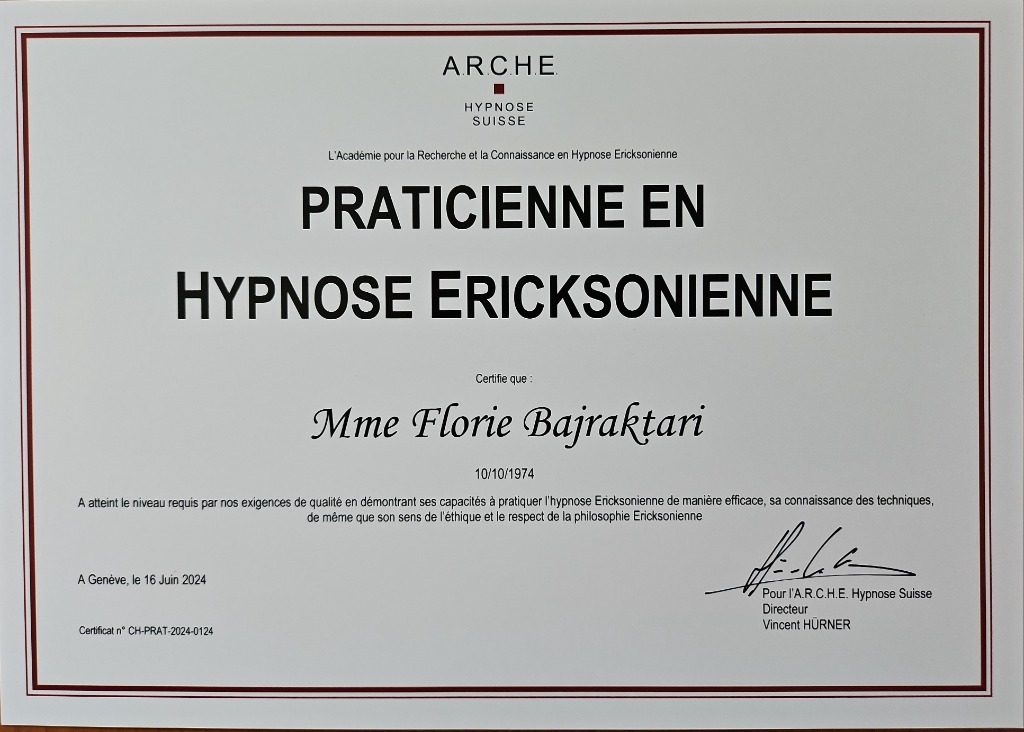 A.R.C.H.E.
HYPNOSE
SUISSE
L'Académie pour la Recherche et la Connaissance en Hypnose Ericksonienne
PRATICIENNE EN
HYPNOSE ERICKSONIENNE
Certifie que :
Mme Florie Bajraktari
10/10/1974
A atteint le niveau requis par nos exigences de qualité en démontrant ses capacités à pratiquer l'hypnose Ericksonienne de manière efficace, sa connaissance des techniques,
de même que son sens de l'éthique et le respect de la philosophie Ericksonienne
A Genève, le 16 Juin 2024
Pour l'A.R.C.H.E. Hypnose Suisse
Directeur
Vincent HÜRNER
Certificat n° CH-PRAT-2024-0124